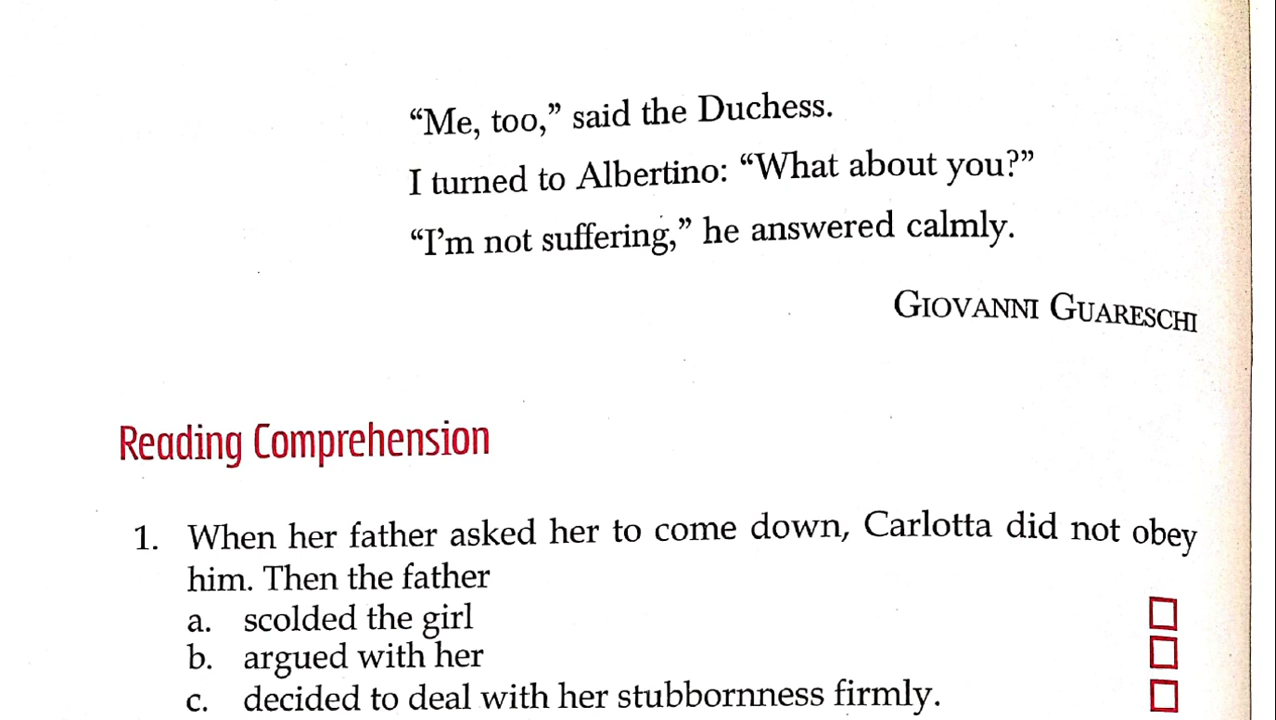 “Me, too,” said the Duchess.
I turned to Albertino: “What about you?”
“I’m not suffering,” he answered calmly.
GIOVANNI GUARESCHI
Reading Comprehension
1. When her father asked her to come down, Carlotta did not obey
him. Then the father
a. scolded the girl
b. argued with her
c. decided to deal with her stubbornness firmly.